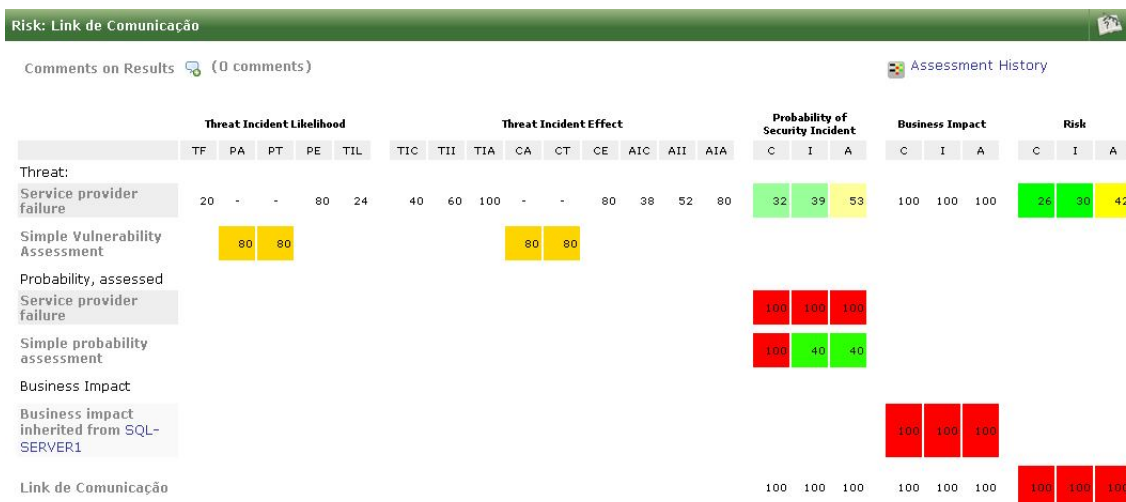 Risk: Link de Comunicação
Comments on Results (0 comments) Assessment History
Threat Incident Likelihood Threat Incident Effect Probability of Security Incident Business Impact Risk
TF PA PT PE TIL TIC TII TIA CA CT CE AIC AII AIA C I A C I A C I A
Threat:
Service provider failure 20 - - 80 24 40 60 100 - - 80 38 52 80 32 39 53 100 100 100 26 30 42
Simple Vulnerability Assessment 80 80 80 80
Probability, assessed
Service provider failure 100 100 100
Simple probability assessment 100 40 40
Business Impact
Business impact inherited from SQL-SERVER1 100 100 100
Link de Comunicação 100 100 100 100 100 100 100 100 100